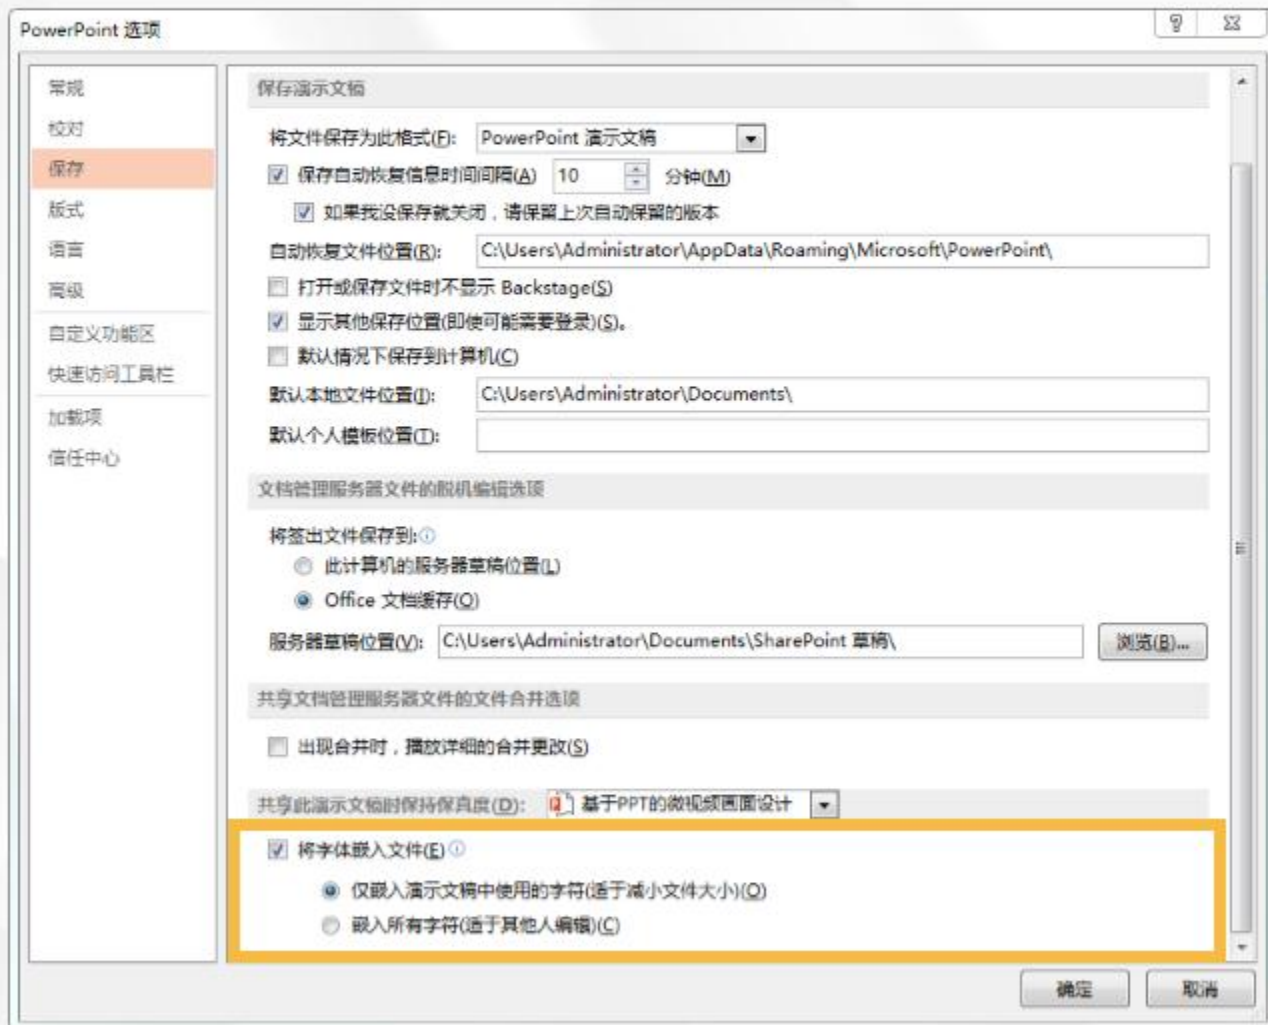 PowerPoint 选项
常规
校对
保存
版式
语言
高级
自定义功能区
快速访问工具栏
加载项
信任中心
保存演示文稿
将文件保存为此格式(F): PowerPoint 演示文稿
保存自动恢复信息时间间隔(A) 10 分钟(M)
如果我没保存就关闭，请保留上次自动保留的版本
自动恢复文件位置(R): C:\Users\Administrator\AppData\Roaming\Microsoft\PowerPoint\
打开或保存文件时不显示 Backstage(S)
显示其他保存位置(即使可能需要登录)(S)。
默认情况下保存到计算机(C)
默认本地文件位置(I): C:\Users\Administrator\Documents\
默认个人模板位置(T):
文档管理服务器文件的脱机编辑选项
将签出文件保存到:
此计算机的服务器草稿位置(L)
Office 文档缓存(O)
服务器草稿位置(V): C:\Users\Administrator\Documents\SharePoint 草稿\ 浏览(B)...
共享文档管理服务器文件的文件合并选项
出现合并时，播放详细的合并更改(S)
共享此演示文稿时保持保真度(D): 基于PPT的微视频画面设计
将字体嵌入文件(E)
仅嵌入演示文稿中使用的字符(适于减小文件大小)(O)
嵌入所有字符(适于其他人编辑)(C)
确定 取消